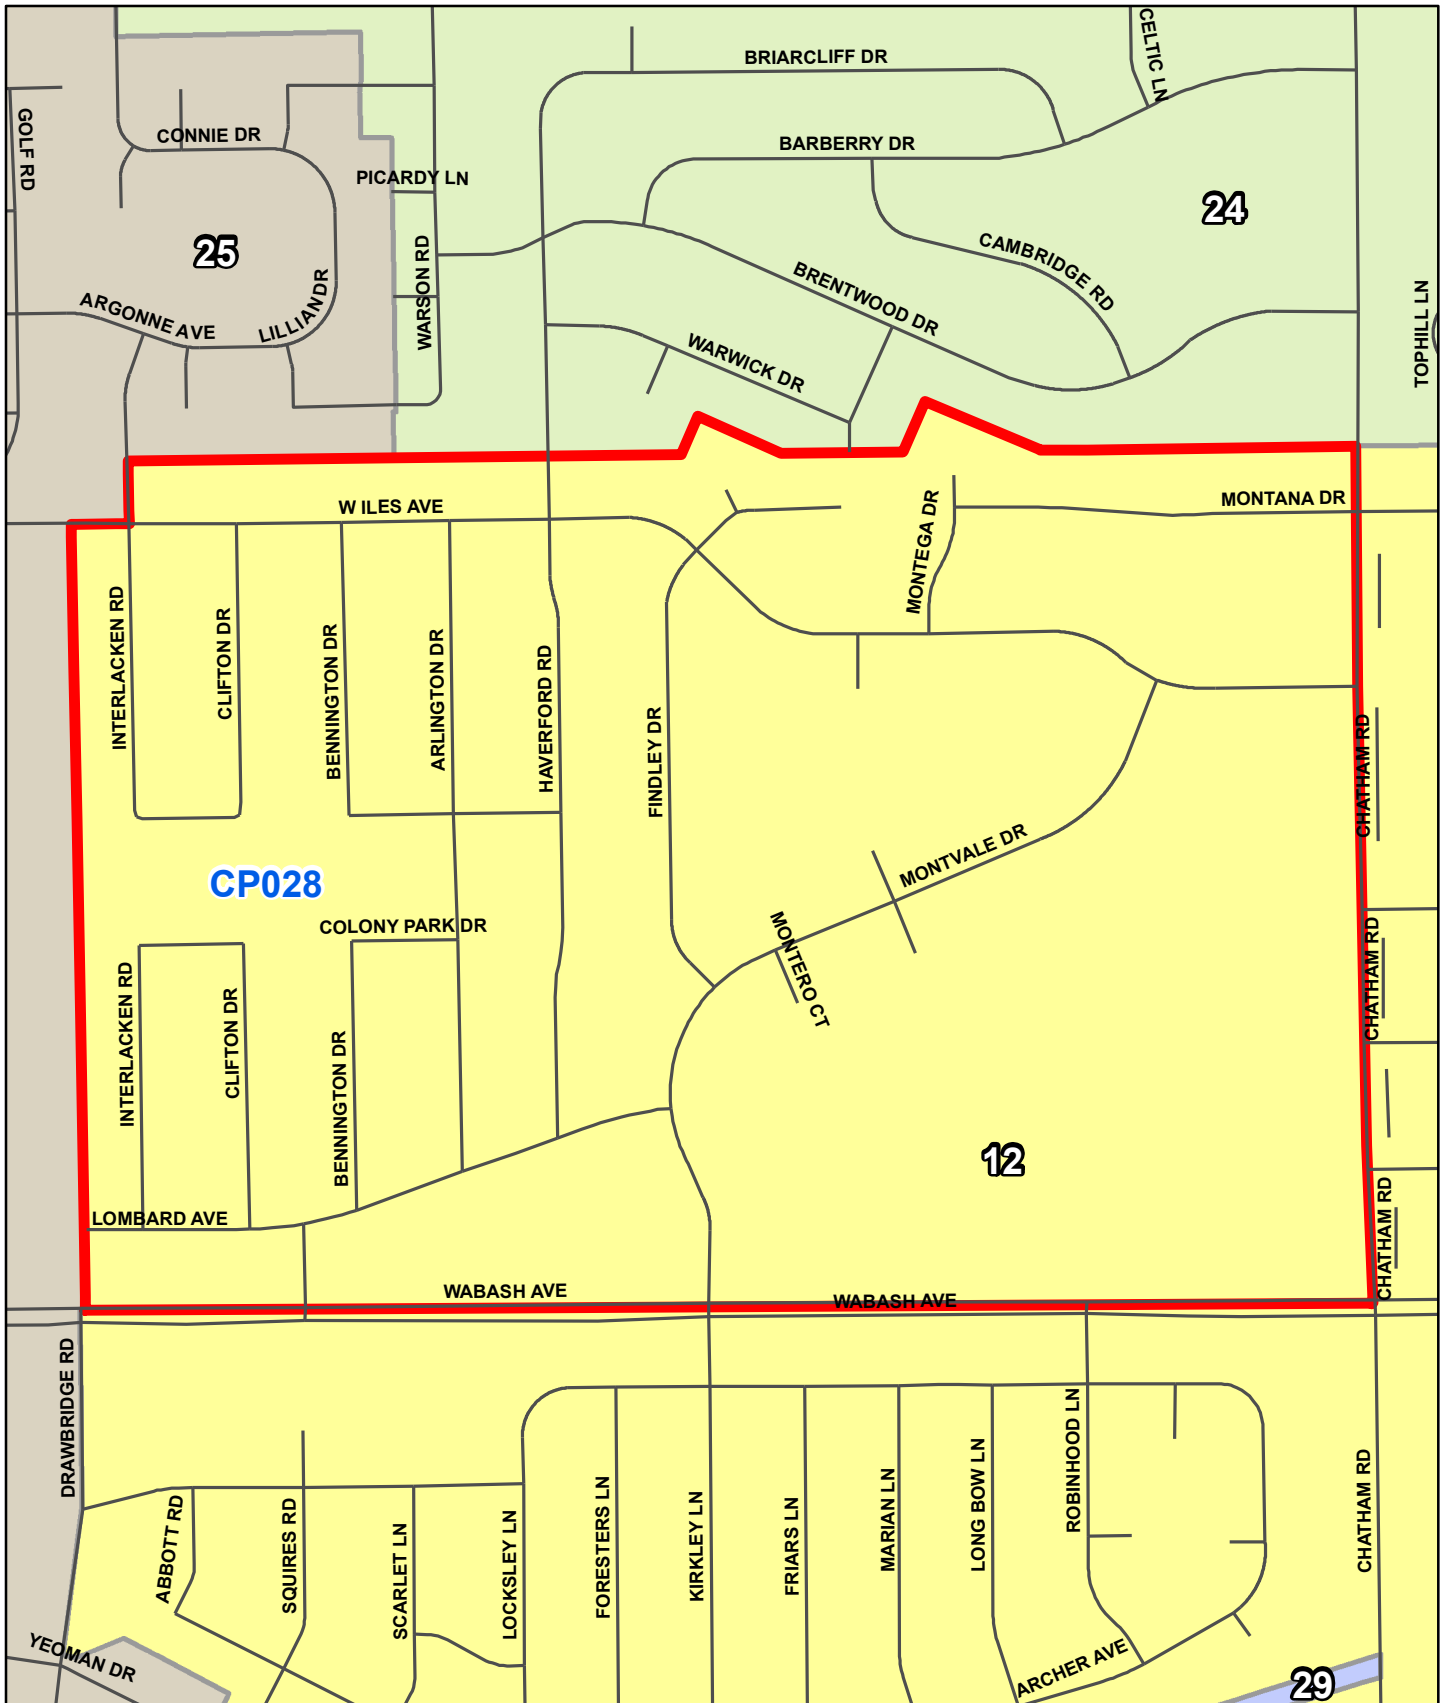 CELTIC LN
BRIARCLIFF DR
GOLF RD
CONNIE DR
BARBERRY DR
PICARDY LN
24
25
WARSON RD
CAMBRIDGE RD
BRENTWOOD DR
ARGONNE AVE
LILLIAN DR
WARWICK DR
TOPHILL LN
W ILES AVE
MONTANA DR
MONTEGA DR
INTERLACKEN RD
CLIFTON DR
BENNINGTON DR
ARLINGTON DR
HAVERFORD RD
FINDLEY DR
CHATHAM RD
MONTVALE DR
CP028
COLONY PARK DR
MONTERO CT
CHATHAM RD
INTERLACKEN RD
CLIFTON DR
BENNINGTON DR
12
LOMBARD AVE
CHATHAM RD
WABASH AVE
WABASH AVE
DRAWBRIDGE RD
ABBOTT RD
SQUIRES RD
SCARLET LN
LOCKSLEY LN
FORESTERS LN
KIRKLEY LN
FRIARS LN
MARIAN LN
LONG BOW LN
ROBINHOOD LN
CHATHAM RD
YEOMAN DR
ARCHER AVE
29